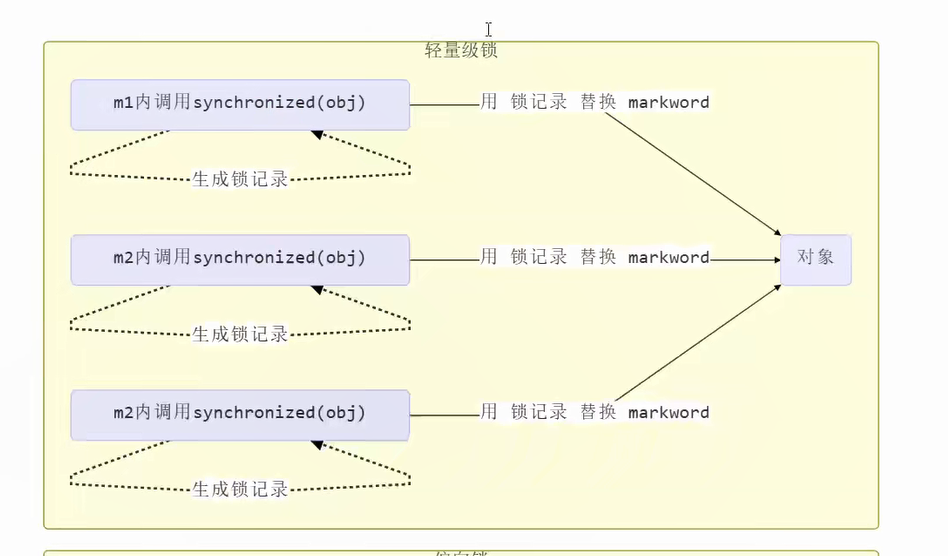 轻量级锁
m1内调用synchronized(obj)
用 锁记录 替换 markword
生成锁记录
m2内调用synchronized(obj)
用 锁记录 替换 markword
对象
生成锁记录
m2内调用synchronized(obj)
用 锁记录 替换 markword
生成锁记录
偏向锁